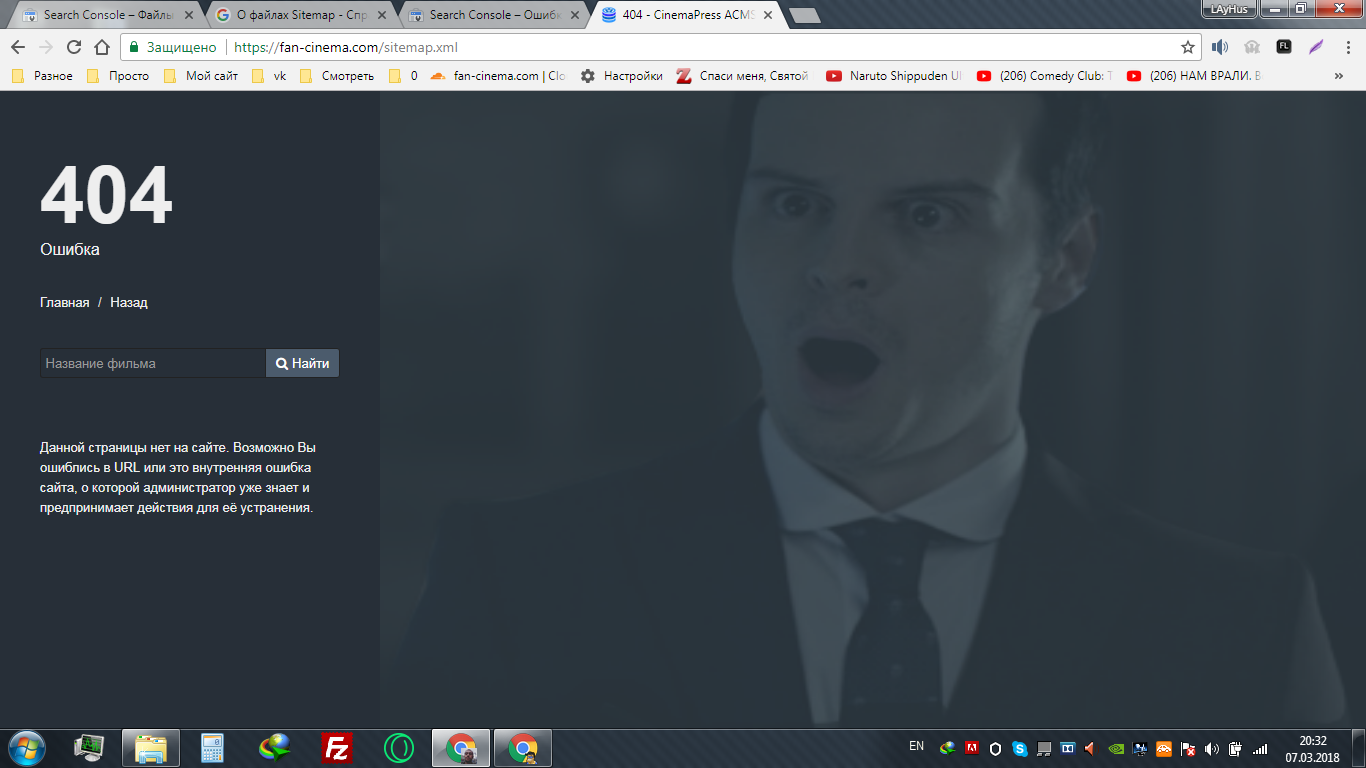 Search Console – Файлы
О файлах Sitemap - Спр
Search Console – Ошибк
404 - CinemaPress ACMS
LAyHus
Защищено
https://fan-cinema.com/sitemap.xml
FL
Разное
Просто
Мой сайт
vk
Смотреть
0
fan-cinema.com | Clo
Настройки
Спаси меня, Святой
Naruto Shippuden Ul
(206) Comedy Club:
(206) НАМ ВРАЛИ. В
404
Ошибка
Главная / Назад
Название фильма
Найти
Данной страницы нет на сайте. Возможно Вы
ошиблись в URL или это внутренняя ошибка
сайта, о которой администратор уже знает и
предпринимает действия для её устранения.
EN
20:32
07.03.2018